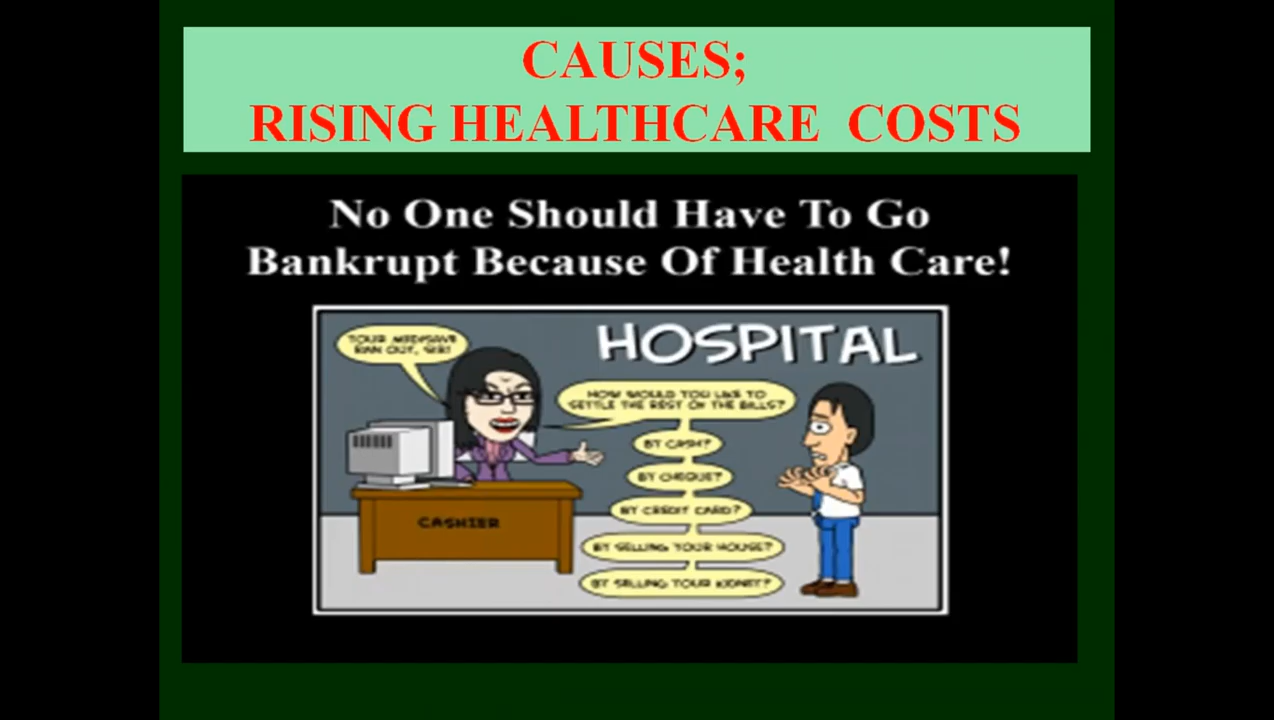 CAUSES;
RISING HEALTHCARE COSTS
No One Should Have To Go
Bankrupt Because Of Health Care!
HOSPITAL
YOUR MEDISAVE
RAN OUT, SIR!
HOW WOULD YOU LIKE TO
SETTLE THE REST OF THE BILLS?
BY CASH?
BY CHEQUE?
BY CREDIT CARD?
CASHIER
BY SELLING YOUR HOUSE?
BY SELLING YOUR KIDNEY?